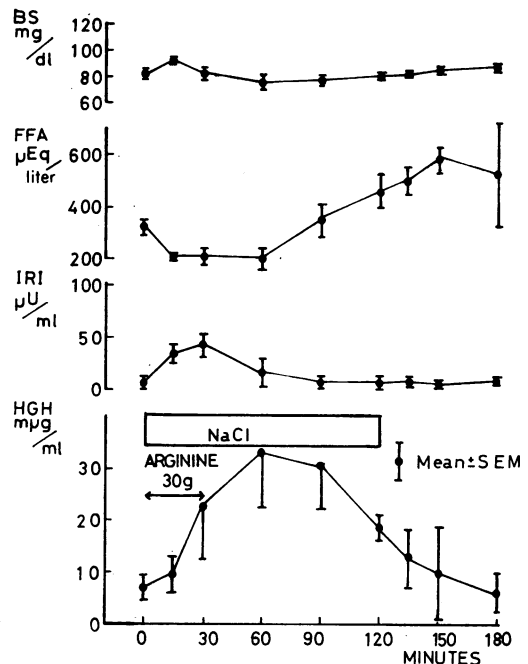 BS
mg
/
dl
120
100
80
60
FFA
μEq
/
liter
600
400
200
IRI
μU
/
ml
100
50
0
HGH
mμg
/
ml
NaCl
ARGININE
30g
Mean±SEM
30
20
10
0
0 30 60 90 120 150 180
MINUTES